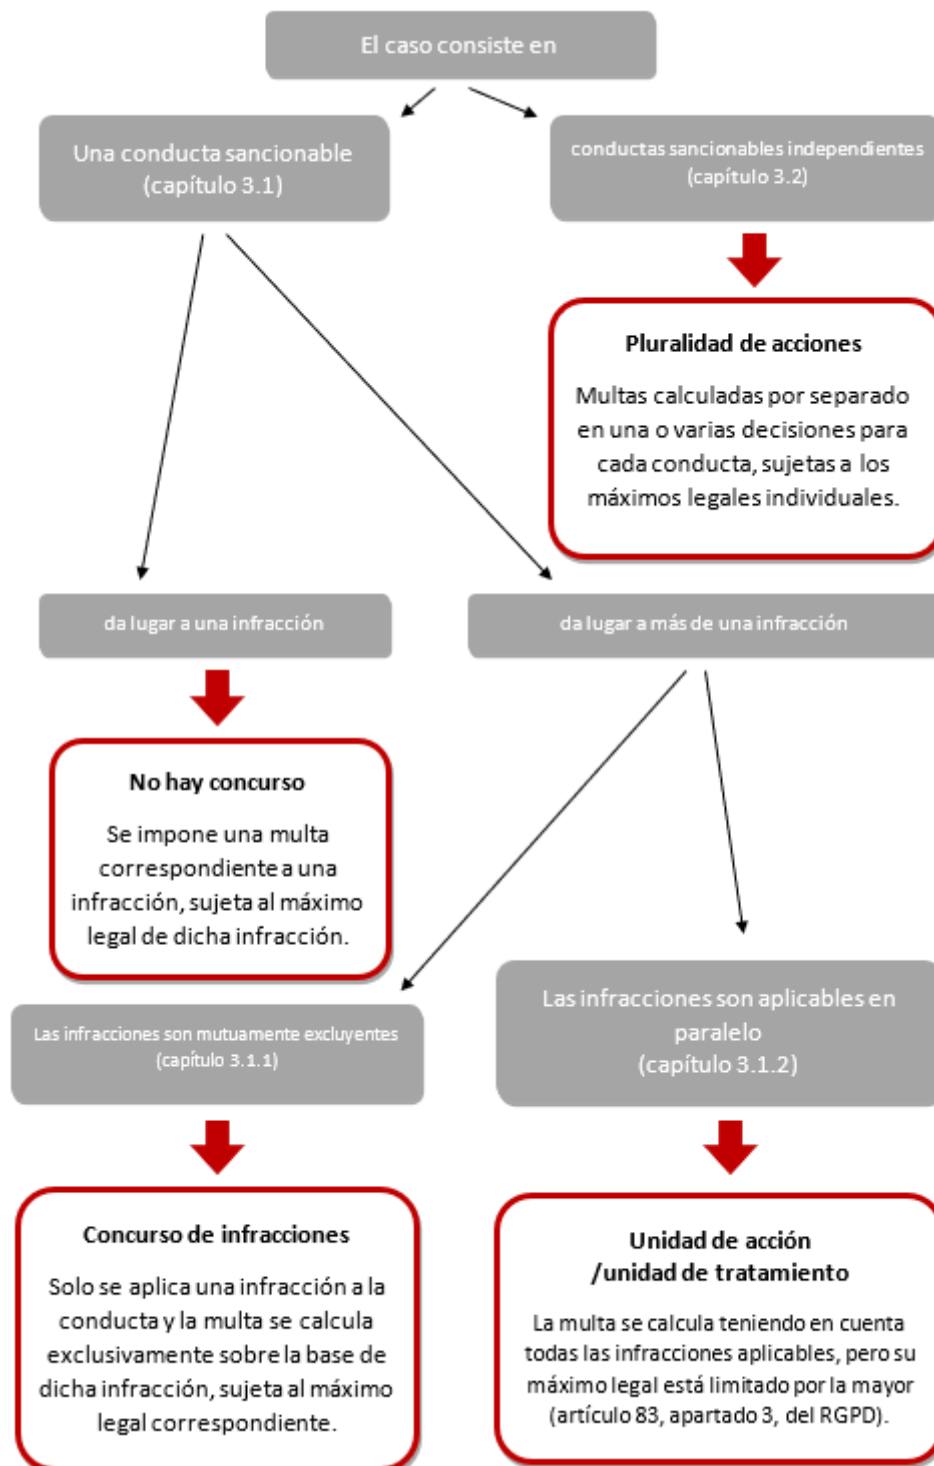 El caso consiste en
Una conducta sancionable
(capítulo 3.1)
conductas sancionables independientes
(capítulo 3.2)
Pluralidad de acciones
Multas calculadas por separado
en una o varias decisiones para
cada conducta, sujetas a los
máximos legales individuales.
da lugar a una infracción
da lugar a más de una infracción
No hay concurso
Se impone una multa
correspondiente a una
infracción, sujeta al máximo
legal de dicha infracción.
Las infracciones son mutuamente excluyentes
(capítulo 3.1.1)
Las infracciones son aplicables en
paralelo
(capítulo 3.1.2)
Concurso de infracciones
Solo se aplica una infracción a la
conducta y la multa se calcula
exclusivamente sobre la base de
dicha infracción, sujeta al máximo
legal correspondiente.
Unidad de acción
/unidad de tratamiento
La multa se calcula teniendo en cuenta
todas las infracciones aplicables, pero su
máximo legal está limitado por la mayor
(artículo 83, apartado 3, del RGPD).